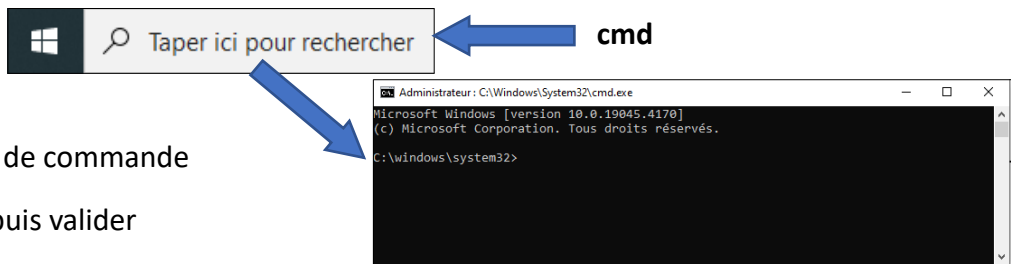 Taper ici pour rechercher
cmd
Administrateur : C:\Windows\System32\cmd.exe
Microsoft Windows [version 10.0.19045.4170]
(c) Microsoft Corporation. Tous droits réservés.
C:\windows\system32>
de commande
puis valider